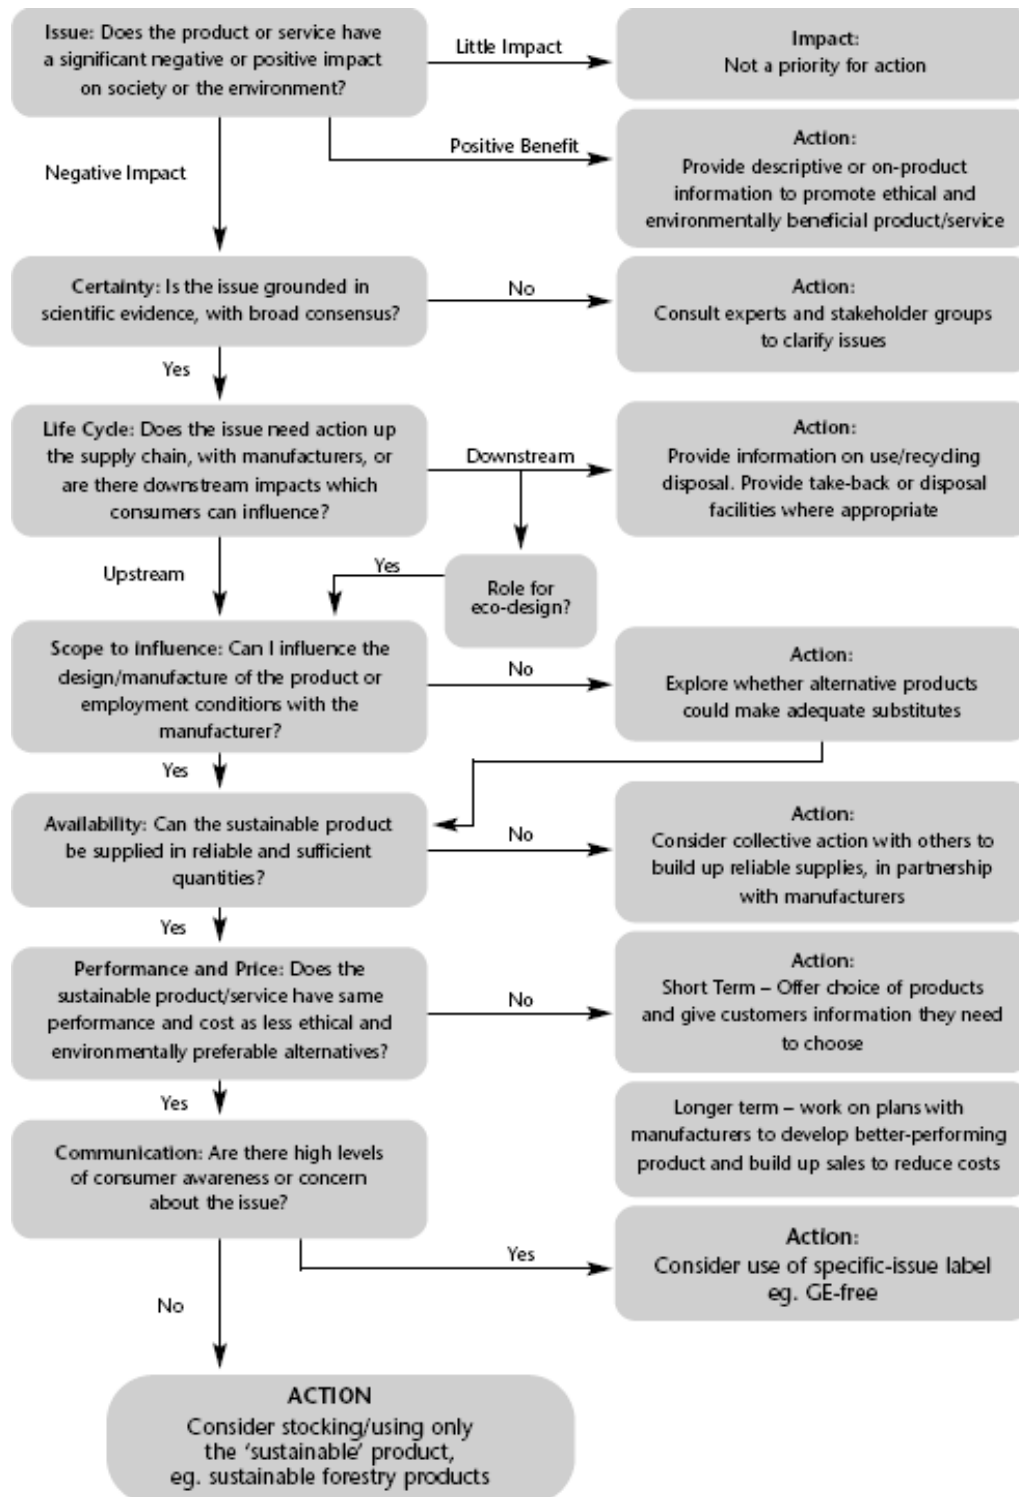 Issue: Does the product or service have
a significant negative or positive impact
on society or the environment?
Little Impact
Impact:
Not a priority for action
Positive Benefit
Action:
Provide descriptive or on-product
information to promote ethical and
environmentally beneficial product/service
Negative Impact
Certainty: Is the issue grounded in
scientific evidence, with broad consensus?
No
Action:
Consult experts and stakeholder groups
to clarify issues
Yes
Life Cycle: Does the issue need action up
the supply chain, with manufacturers, or
are there downstream impacts which
consumers can influence?
Downstream
Action:
Provide information on use/recycling
disposal. Provide take-back or disposal
facilities where appropriate
Upstream
Yes
Role for
eco-design?
Scope to influence: Can I influence the
design/manufacture of the product or
employment conditions with the
manufacturer?
No
Action:
Explore whether alternative products
could make adequate substitutes
Yes
Availability: Can the sustainable product
be supplied in reliable and sufficient
quantities?
No
Action:
Consider collective action with others to
build up reliable supplies, in partnership
with manufacturers
Yes
Performance and Price: Does the
sustainable product/service have same
performance and cost as less ethical and
environmentally preferable alternatives?
No
Action:
Short Term – Offer choice of products
and give customers information they need
to choose
Yes
Longer term – work on plans with
manufacturers to develop better-performing
product and build up sales to reduce costs
Communication: Are there high levels
of consumer awareness or concern
about the issue?
Yes
Action:
Consider use of specific-issue label
eg. GE-free
No
ACTION
Consider stocking/using only
the ‘sustainable’ product,
eg. sustainable forestry products